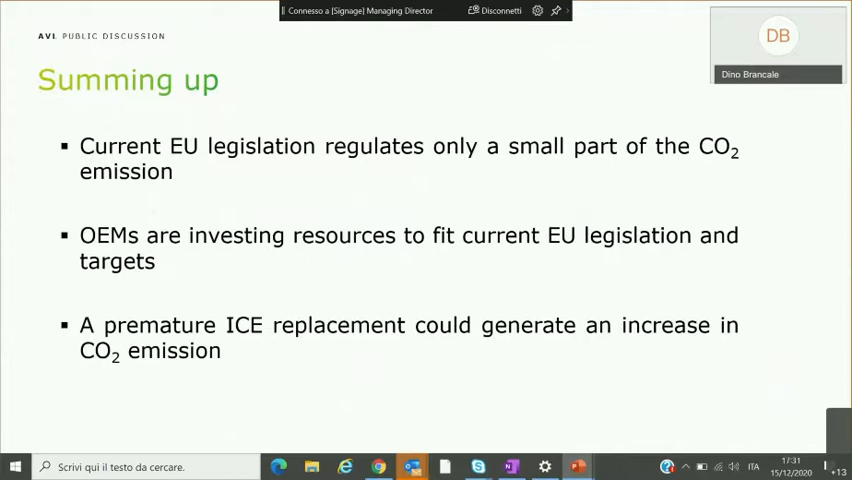 Connesso a [Signage] Managing Director
Disconnetti
AVL PUBLIC DISCUSSION
DB
Dino Brancale
Summing up
▪ Current EU legislation regulates only a small part of the CO₂
emission
▪ OEMs are investing resources to fit current EU legislation and
targets
▪ A premature ICE replacement could generate an increase in
CO₂ emission
Scrivi qui il testo da cercare.
ITA
17:31
15/12/2020
+13